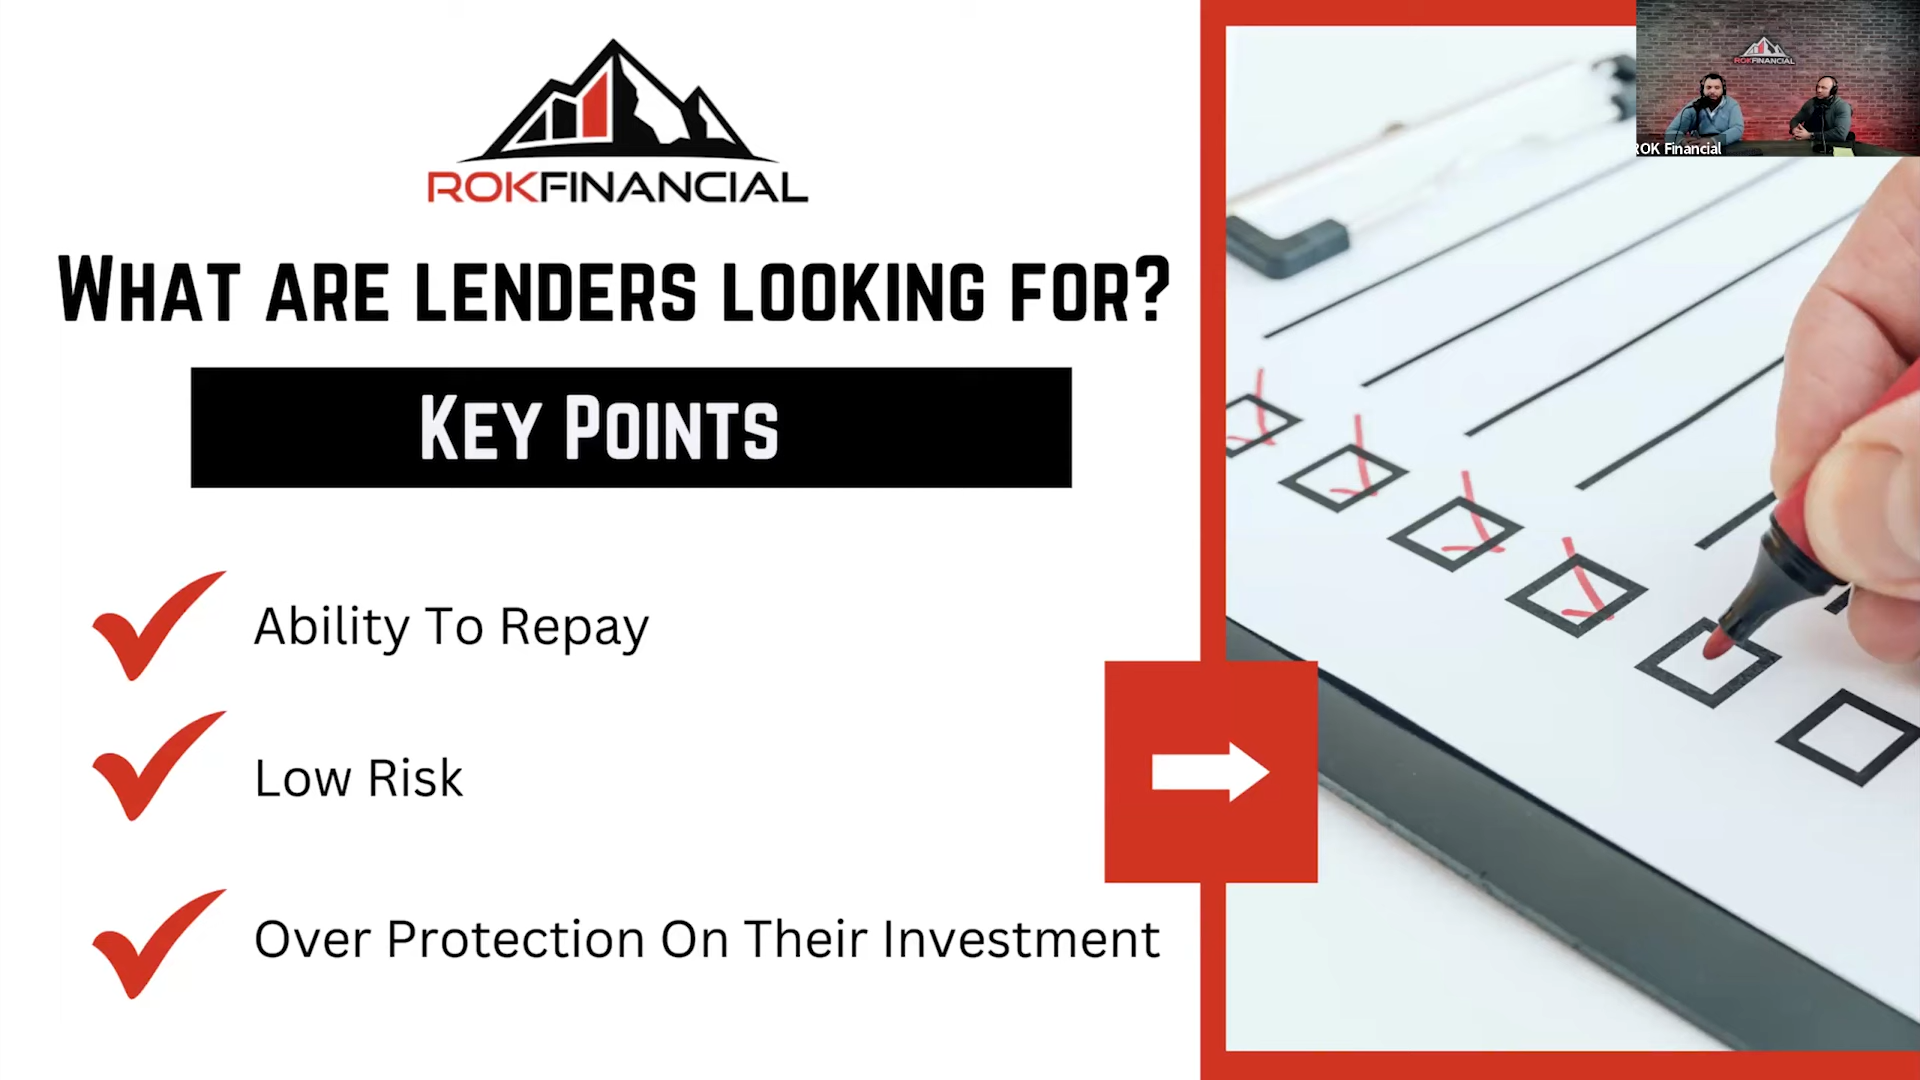 ROKFINANCIAL
What are lenders looking for?
Key Points
Ability To Repay
Low Risk
Over Protection On Their Investment
ROKFINANCIAL
ROK Financial